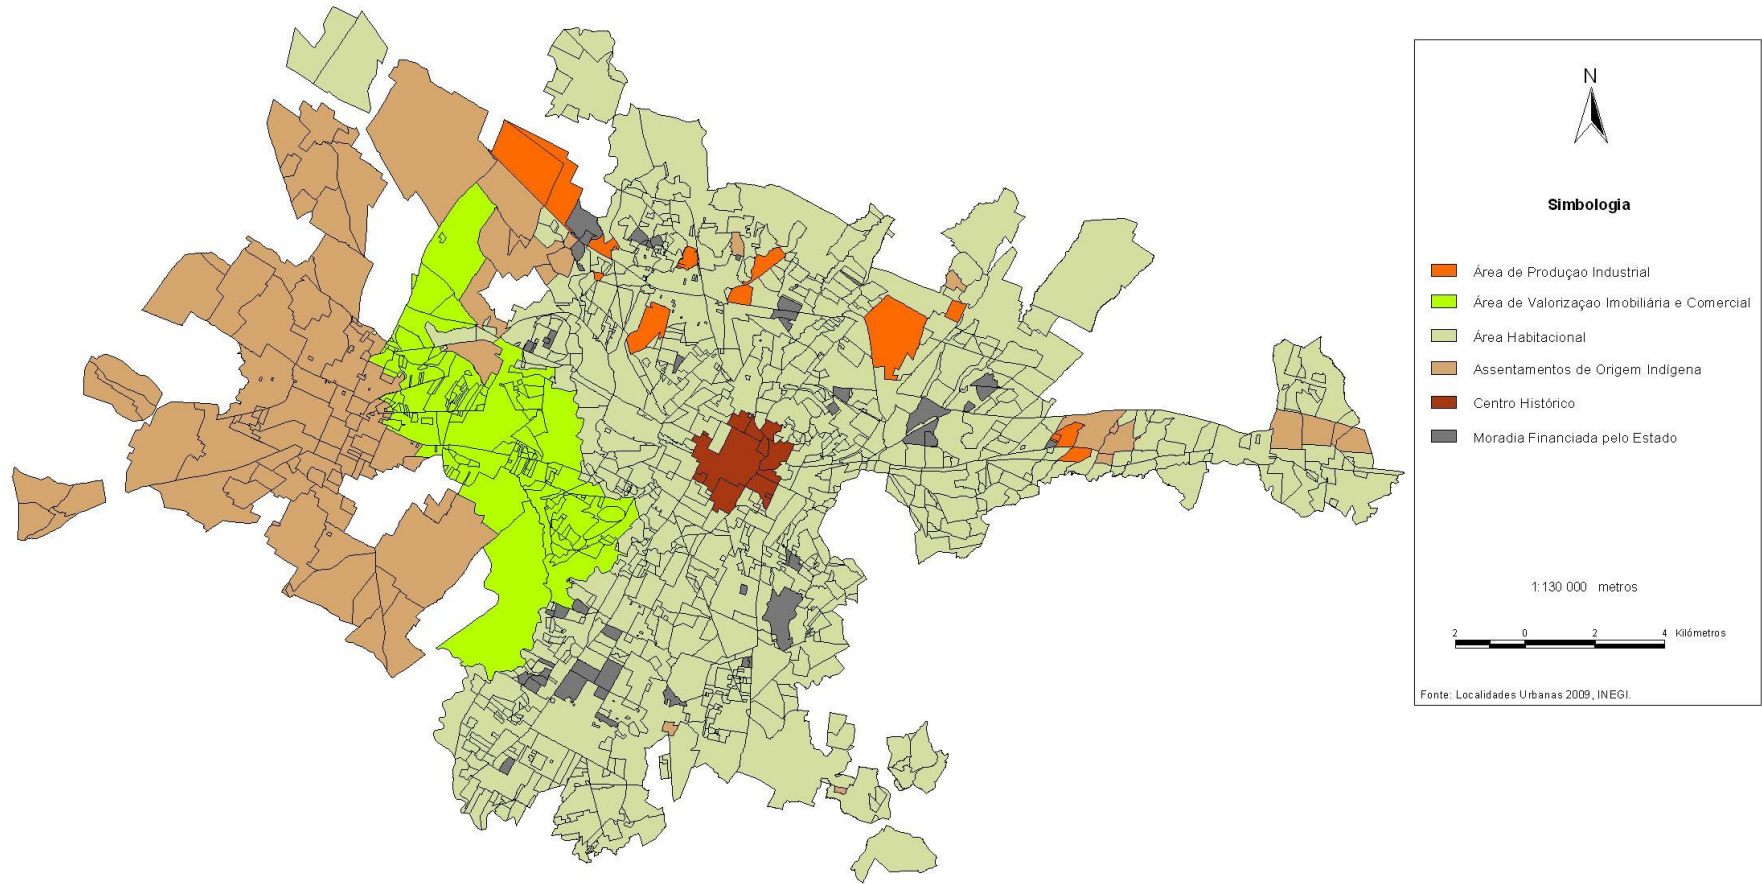 N
Simbologia
Área de Produçao Industrial
Área de Valorizaçao Imobiliária e Comercial
Área Habitacional
Assentamentos de Origem Indígena
Centro Histórico
Moradia Financiada pelo Estado
1:130 000 metros
2 0 2 4 Kilómetros
Fonte: Localidades Urbanas 2009, INEGI.